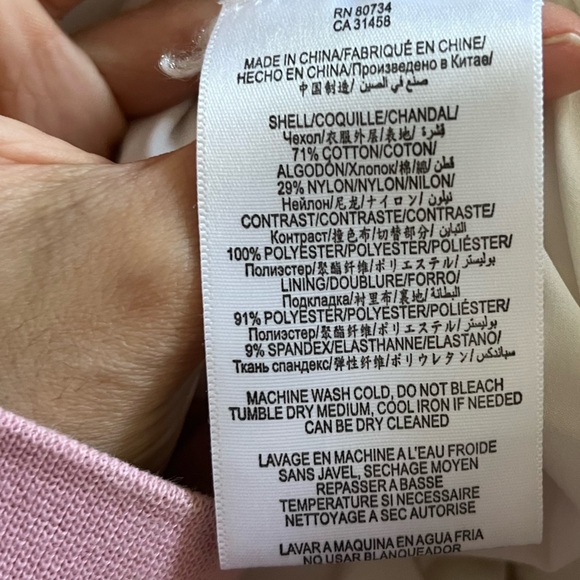 RN 80734
CA 31458
MADE IN CHINA/FABRIQUÉ EN CHINE/
HECHO EN CHINA/Произведено в Китае/
中国制造/ صنع في الصين/
SHELL/COQUILLE/CHANDAL/
Чехол/衣服外层/表地/ قشرة/
71% COTTON/COTON/
ALGODÓN/Хлопок/棉/綿/ قطن/
29% NYLON/NYLON/NILON/
Нейлон/尼龙/ナイロン/ نيلون/
CONTRAST/CONTRASTE/CONTRASTE/
Контраст/撞色布/切替部分/ التباين/
100% POLYESTER/POLYESTER/POLIÉSTER/
Полиэстер/聚酯纤维/ポリエステル/ بوليستر/
LINING/DOUBLURE/FORRO/
Подкладка/衬里布/裏地/ البطانة/
91% POLYESTER/POLYESTER/POLIÉSTER/
Полиэстер/聚酯纤维/ポリエステル/ بوليستر/
9% SPANDEX/ELASTHANNE/ELASTANO/
Ткань спандекс/弹性纤维/ポリウレタン/ سباندكس/
MACHINE WASH COLD, DO NOT BLEACH
TUMBLE DRY MEDIUM, COOL IRON IF NEEDED
CAN BE DRY CLEANED
LAVAGE EN MACHINE A L'EAU FROIDE
SANS JAVEL, SECHAGE MOYEN
REPASSER A BASSE
TEMPERATURE SI NECESSAIRE
NETTOYAGE A SEC AUTORISE
LAVAR A MAQUINA EN AGUA FRIA
NO USAR BLANQUEADOR